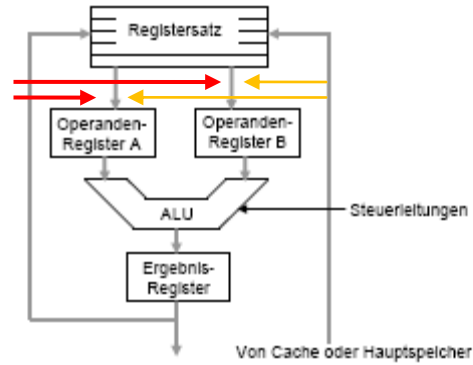 Registersatz
Operanden-
Register A
Operanden-
Register B
ALU
Steuerleitungen
Ergebnis-
Register
Von Cache oder Hauptspeicher